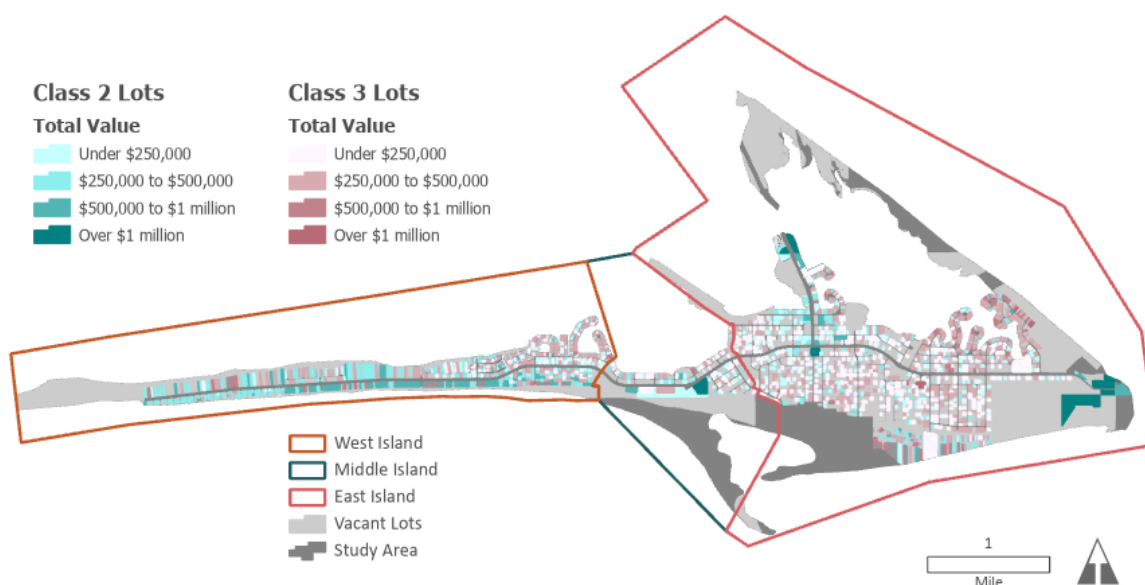 Class 2 Lots
Total Value
Under $250,000
$250,000 to $500,000
$500,000 to $1 million
Over $1 million
Class 3 Lots
Total Value
Under $250,000
$250,000 to $500,000
$500,000 to $1 million
Over $1 million
West Island
Middle Island
East Island
Vacant Lots
Study Area
1
Mile